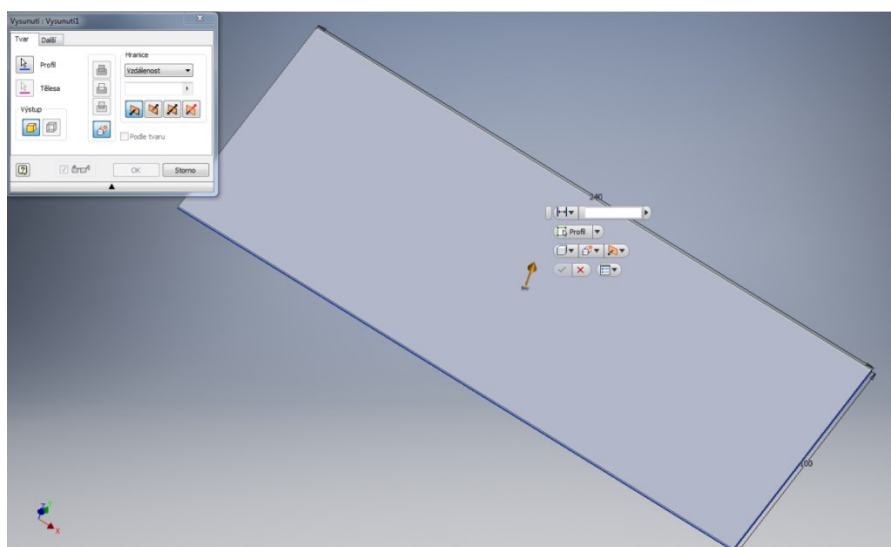 Vysunutí : Vysunutí1
Tvar
Další
Hranice
Profil
Vzdálenost
Tělesa
Výstup
Podle tvaru
OK
Storno
240
Profil
100
X